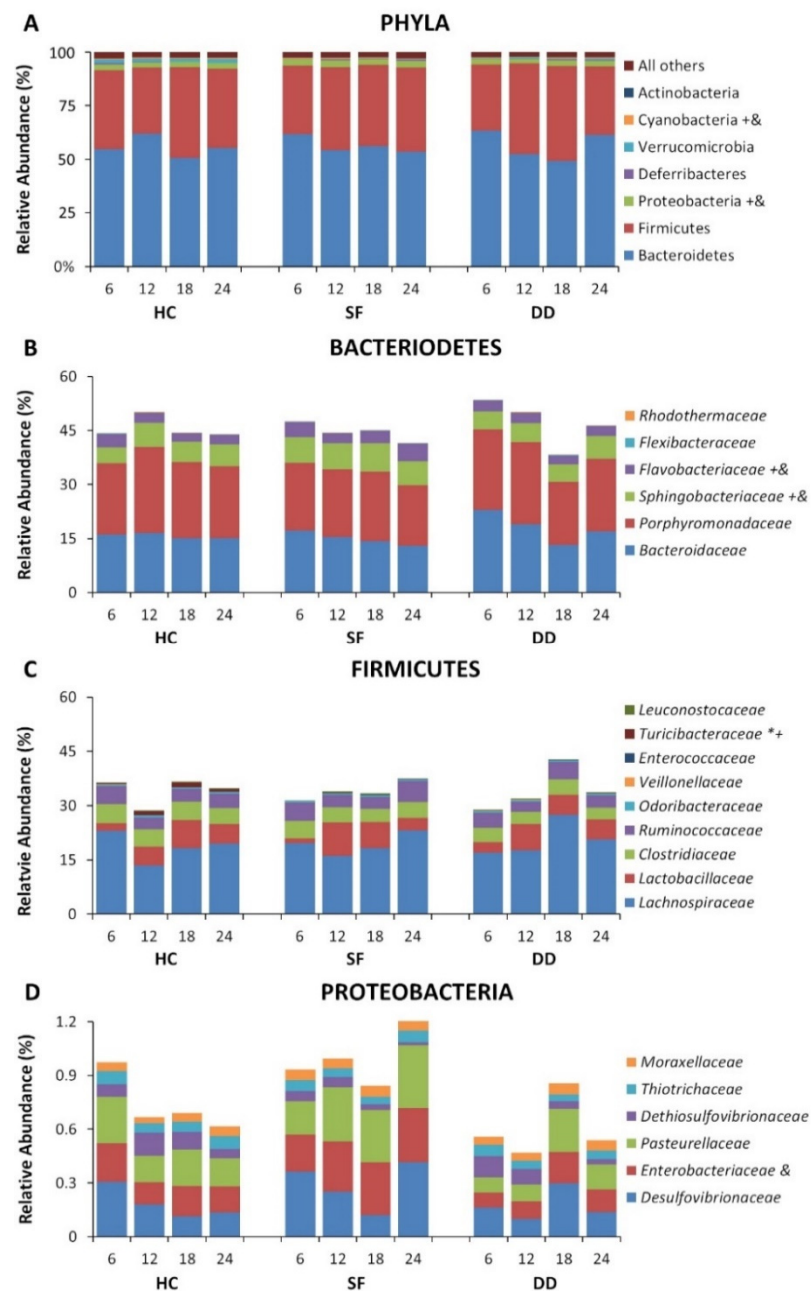 A PHYLA
Relative Abundance (%)
100
75
50
25
0%
6 12 18 24 6 12 18 24 6 12 18 24
HC SF DD
All others
Actinobacteria
Cyanobacteria +&
Verrucomicrobia
Deferribacteres
Proteobacteria +&
Firmicutes
Bacteroidetes
B BACTERIODETES
Relative Abundance (%)
60
45
30
15
0
6 12 18 24 6 12 18 24 6 12 18 24
HC SF DD
Rhodothermaceae
Flexibacteraceae
Flavobacteriaceae +&
Sphingobacteriaceae +&
Porphyromonadaceae
Bacteroidaceae
C FIRMICUTES
Relatvie Abundance (%)
60
45
30
15
0
6 12 18 24 6 12 18 24 6 12 18 24
HC SF DD
Leuconostocaceae
Turicibacteraceae *+
Enterococcaceae
Veillonellaceae
Odoribacteraceae
Ruminococcaceae
Clostridiaceae
Lactobacillaceae
Lachnospiraceae
D PROTEOBACTERIA
Relative Abundance (%)
1.2
0.9
0.6
0.3
0
6 12 18 24 6 12 18 24 6 12 18 24
HC SF DD
Moraxellaceae
Thiotrichaceae
Dethiosulfovibrionaceae
Pasteurellaceae
Enterobacteriaceae &
Desulfovibrionaceae